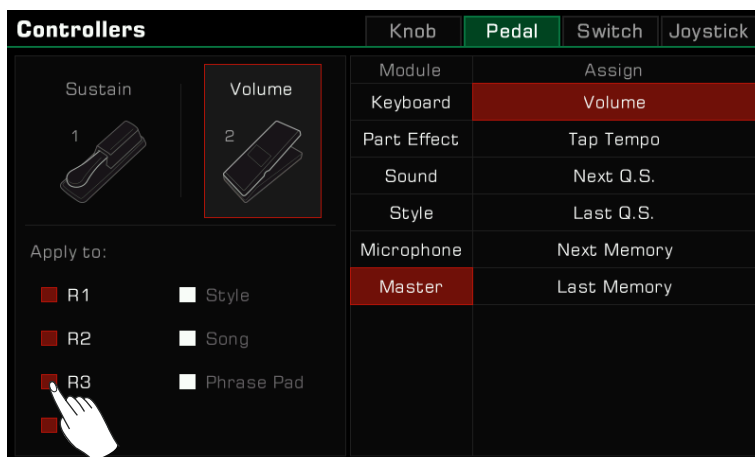 Controllers
Knob
Pedal
Switch
Joystick
Sustain
Volume
1
2
Apply to:
R1
Style
R2
Song
R3
Phrase Pad
Module
Assign
Keyboard
Volume
Part Effect
Tap Tempo
Sound
Next Q.S.
Style
Last Q.S.
Microphone
Next Memory
Master
Last Memory